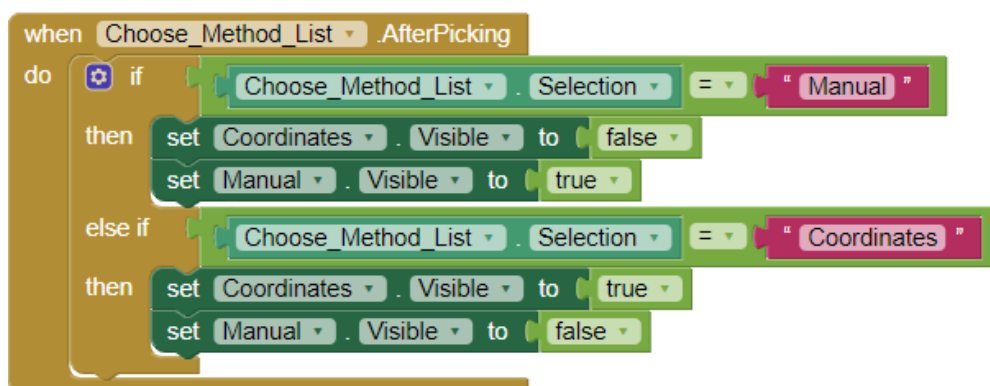 when Choose_Method_List .AfterPicking
do if Choose_Method_List . Selection = " Manual "
then set Coordinates . Visible to false
set Manual . Visible to true
else if Choose_Method_List . Selection = " Coordinates "
then set Coordinates . Visible to true
set Manual . Visible to false